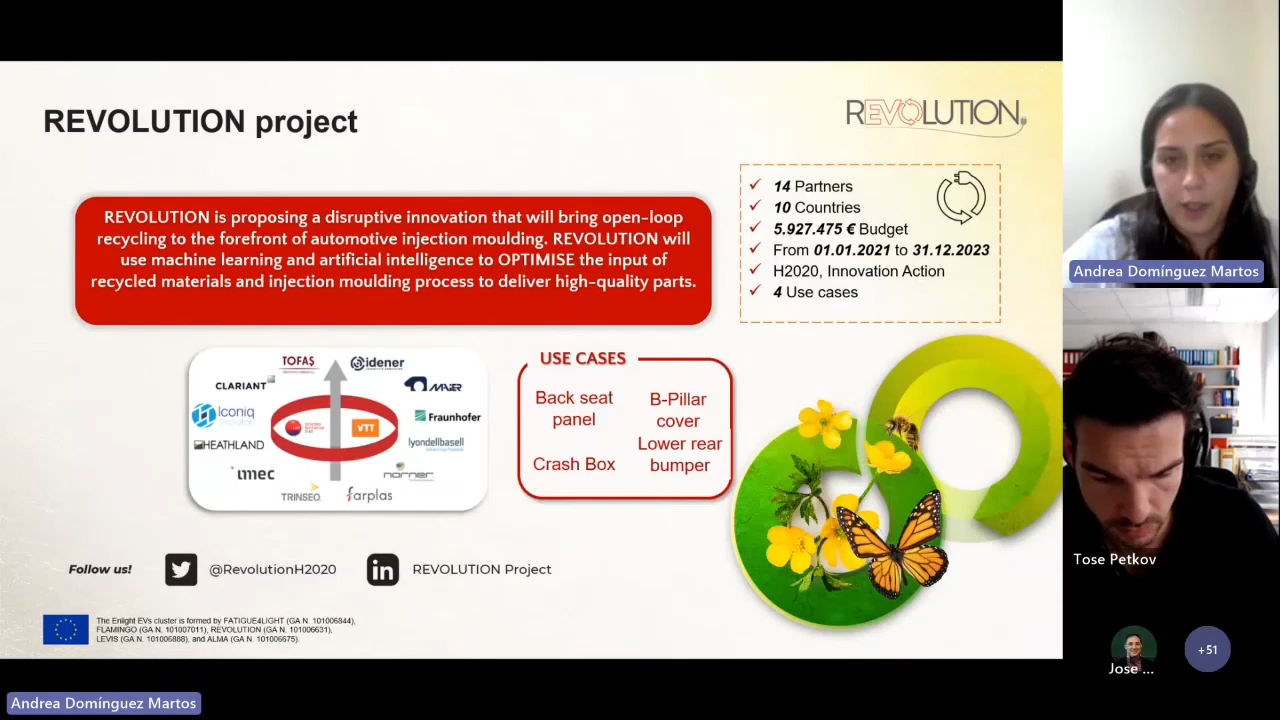 REVOLUTION project
REVOLUTION
REVOLUTION is proposing a disruptive innovation that will bring open-loop
recycling to the forefront of automotive injection moulding. REVOLUTION will
use machine learning and artificial intelligence to OPTIMISE the input of
recycled materials and injection moulding process to deliver high-quality parts.
14 Partners
10 Countries
5.927.475 € Budget
From 01.01.2021 to 31.12.2023
H2020, Innovation Action
4 Use cases
TOFAŞ
idener
CLARIANT
MAIER
Iconiq
Fraunhofer
VTT
HEATHLAND
lyondellbasell
imec
norner
TRINSEO
farplas
USE CASES
Back seat
panel
B-Pillar
cover
Crash Box
Lower rear
bumper
Follow us!
@RevolutionH2020
REVOLUTION Project
The Enlight EVs cluster is formed by FATIGUE4LIGHT (GA N. 101006844),
FLAMINGO (GA N. 101007011), REVOLUTION (GA N. 101006631),
LEVIS (GA N. 101006888), and ALMA (GA N. 101006675).
Andrea Domínguez Martos
Tose Petkov
Jose ...
+51
Andrea Domínguez Martos